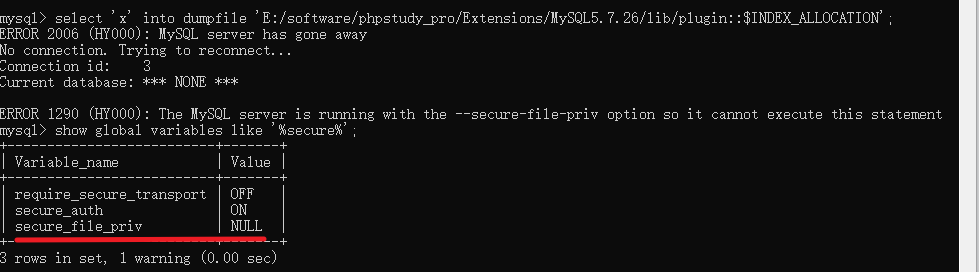 mysql> select 'x' into dumpfile 'E:/software/phpstudy_pro/Extensions/MySQL5.7.26/lib/plugin::$INDEX_ALLOCATION';
ERROR 2006 (HY000): MySQL server has gone away
No connection. Trying to reconnect...
Connection id:    3
Current database: *** NONE ***
ERROR 1290 (HY000): The MySQL server is running with the --secure-file-priv option so it cannot execute this statement
mysql> show global variables like '%secure%';
+--------------------------+-------+
| Variable_name            | Value |
+--------------------------+-------+
| require_secure_transport | OFF   |
| secure_auth              | ON    |
| secure_file_priv         | NULL  |
+--------------------------+-------+
3 rows in set, 1 warning (0.00 sec)